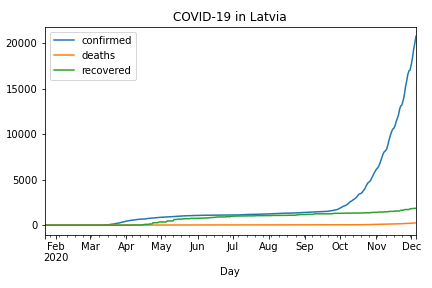 COVID-19 in Latvia
confirmed
deaths
recovered
20000
15000
10000
5000
0
Feb Mar Apr May Jun Jul Aug Sep Oct Nov Dec
2020
Day